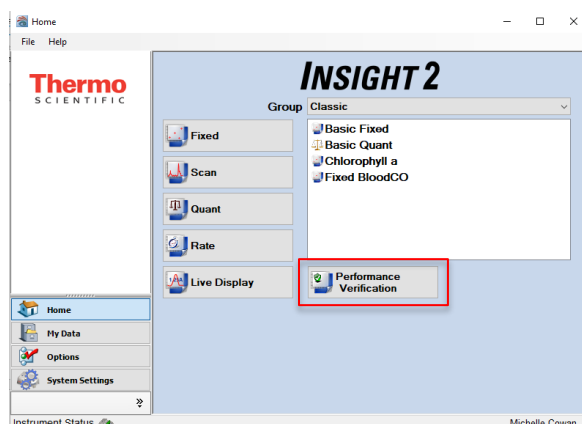 Home
File Help
Thermo
SCIENTIFIC
INSIGHT 2
Group Classic
Fixed
Scan
Quant
Rate
Live Display
Basic Fixed
Basic Quant
Chlorophyll a
Fixed BloodCO
Performance
Verification
Home
My Data
Options
System Settings
Instrument Status
Michelle Cowan